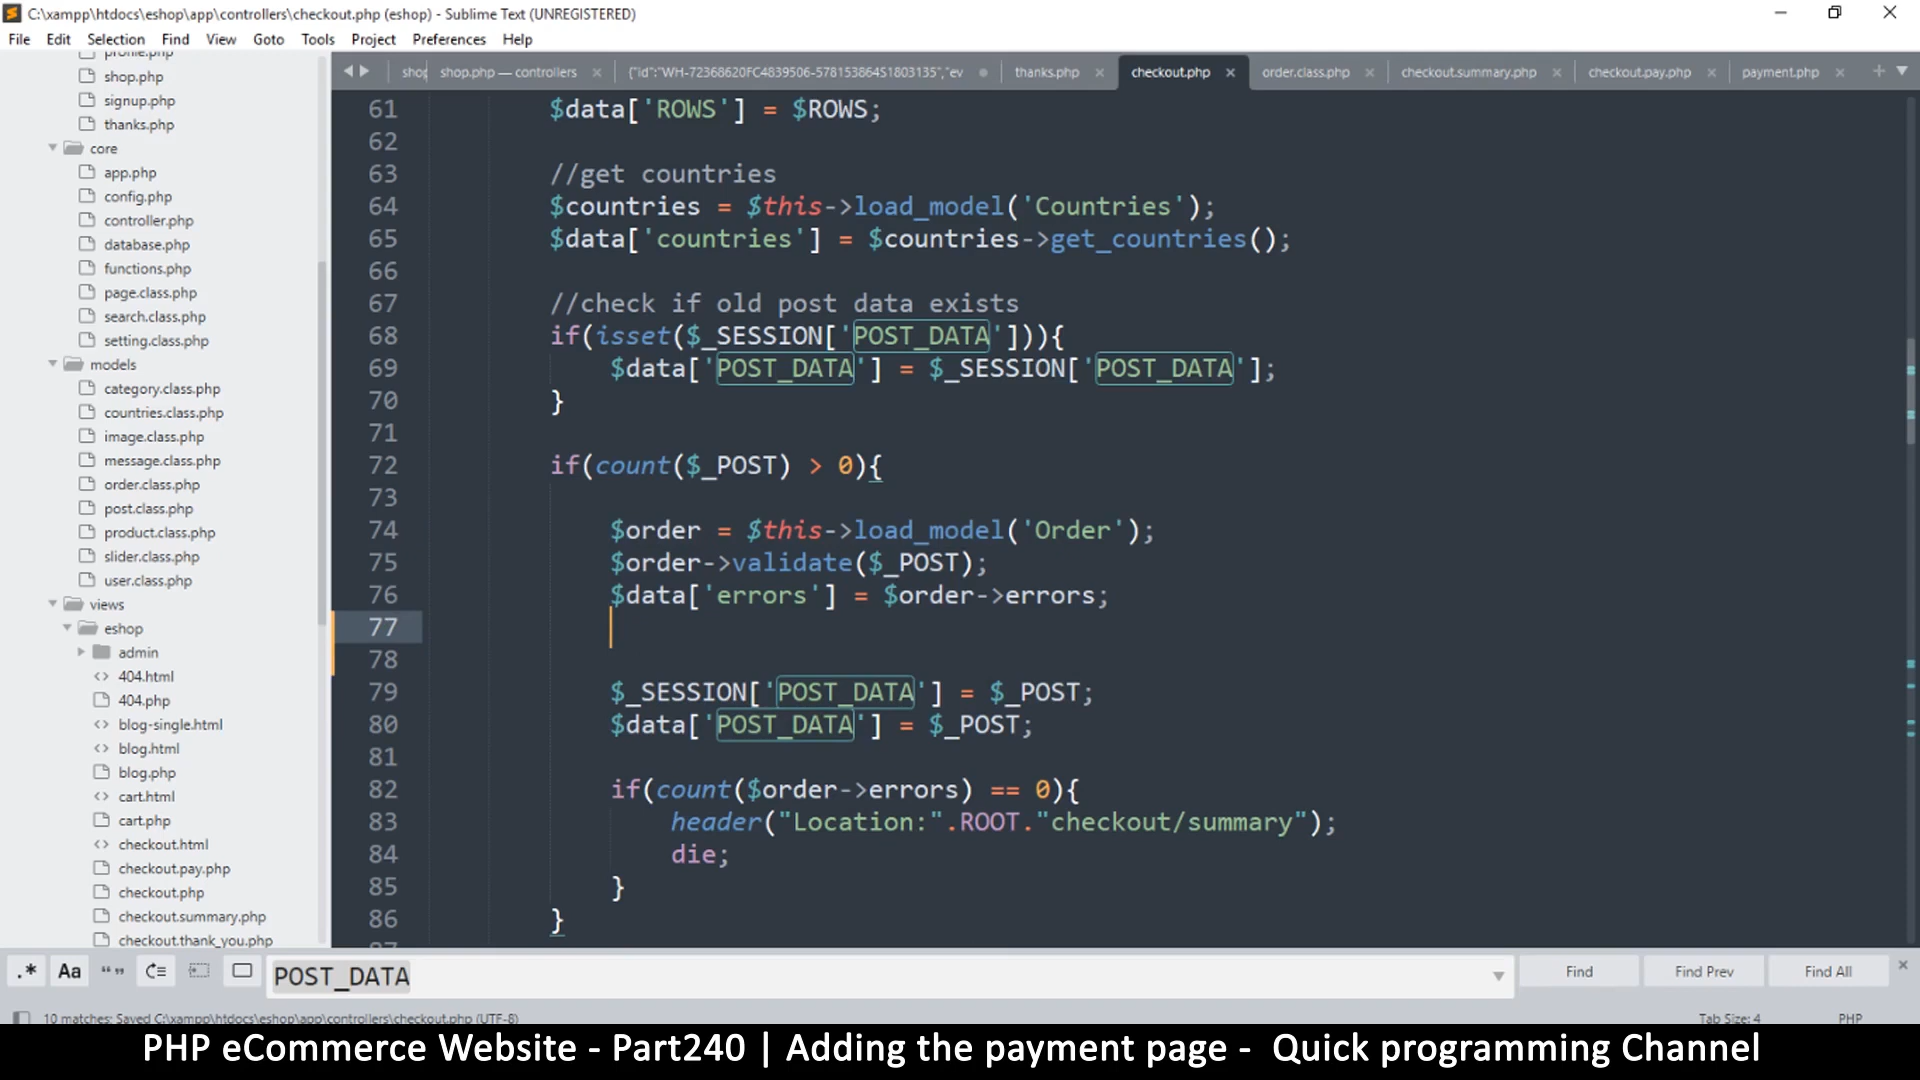 C:\xampp\htdocs\eshop\app\controllers\checkout.php (eshop) - Sublime Text (UNREGISTERED)
File Edit Selection Find View Goto Tools Project Preferences Help
profile.php
shop.php
signup.php
thanks.php
core
app.php
config.php
controller.php
database.php
functions.php
page.class.php
search.class.php
setting.class.php
models
category.class.php
countries.class.php
image.class.php
message.class.php
order.class.php
post.class.php
product.class.php
slider.class.php
user.class.php
views
eshop
admin
404.html
404.php
blog-single.html
blog.html
blog.php
cart.html
cart.php
checkout.html
checkout.pay.php
checkout.php
checkout.summary.php
checkout.thank_you.php
shop shop.php — controllers {"id":"WH-72368620FC4839506-578153864S1803135","ev thanks.php checkout.php order.class.php checkout.summary.php checkout.pay.php payment.php
61 $data['ROWS'] = $ROWS;
62
63 //get countries
64 $countries = $this->load_model('Countries');
65 $data['countries'] = $countries->get_countries();
66
67 //check if old post data exists
68 if(isset($_SESSION['POST_DATA'])){
69 $data['POST_DATA'] = $_SESSION['POST_DATA'];
70 }
71
72 if(count($_POST) > 0){
73
74 $order = $this->load_model('Order');
75 $order->validate($_POST);
76 $data['errors'] = $order->errors;
77
78
79 $_SESSION['POST_DATA'] = $_POST;
80 $data['POST_DATA'] = $_POST;
81
82 if(count($order->errors) == 0){
83 header("Location:".ROOT."checkout/summary");
84 die;
85 }
86 }
.* Aa “” POST_DATA Find Find Prev Find All
10 matches: Saved C:\xampp\htdocs\eshop\app\controllers\checkout.php (UTF-8) Tab Size: 4 PHP
PHP eCommerce Website - Part240 | Adding the payment page - Quick programming Channel